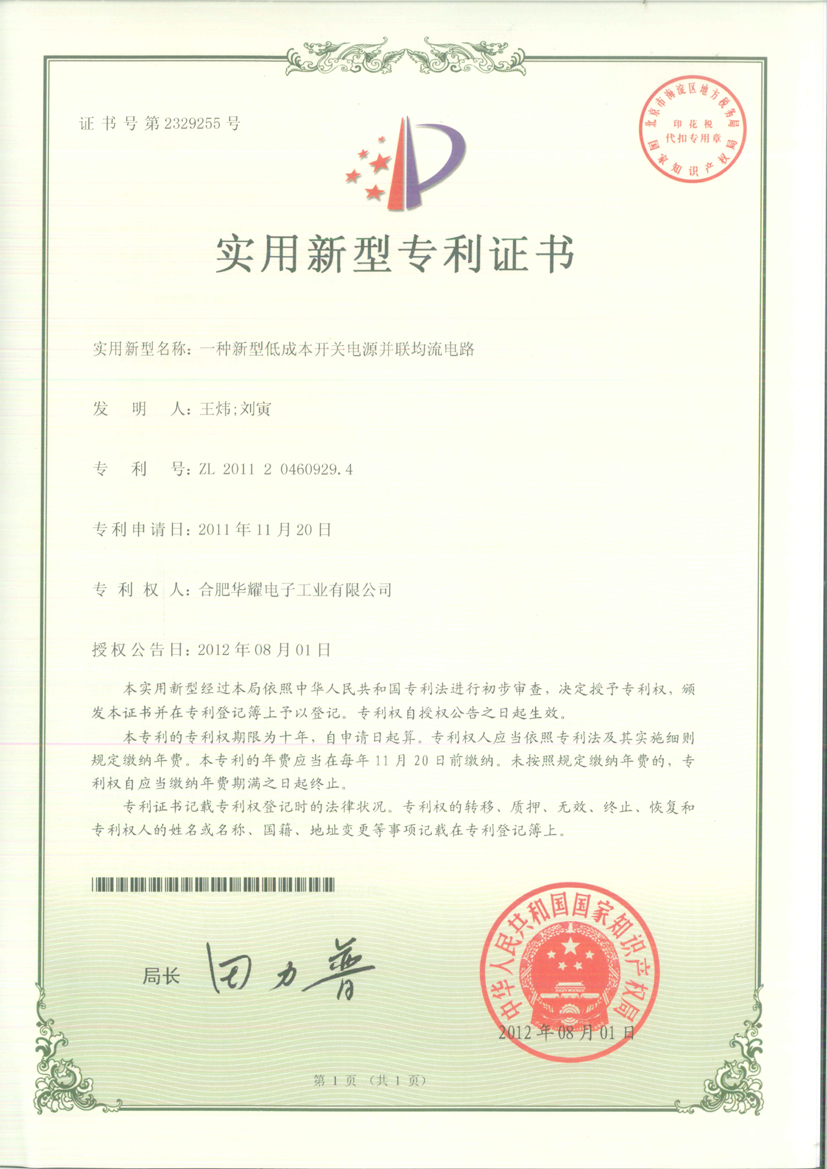 证书号第2329255号
北京市海淀区地方税务局
印花税
代扣专用章
国家知识产权局
实用新型专利证书
实用新型名称：一种新型低成本开关电源并联均流电路
发明人：王炜;刘寅
专利号：ZL 2011 2 0460929.4
专利申请日：2011年11月20日
专利权人：合肥华耀电子工业有限公司
授权公告日：2012年08月01日
本实用新型经过本局依照中华人民共和国专利法进行初步审查，决定授予专利权，颁
发本证书并在专利登记簿上予以登记。专利权自授权公告之日起生效。
本专利的专利权期限为十年，自申请日起算。专利权人应当依照专利法及其实施细则
规定缴纳年费。本专利的年费应当在每年11月20日前缴纳。未按照规定缴纳年费的，专
利权自应当缴纳年费期满之日起终止。
专利证书记载专利权登记时的法律状况。专利权的转移、质押、无效、终止、恢复和
专利权人的姓名或名称、国籍、地址变更等事项记载在专利登记簿上。
局长 田力普
中华人民共和国国家知识产权局
2012年08月01日
第1页（共1页）